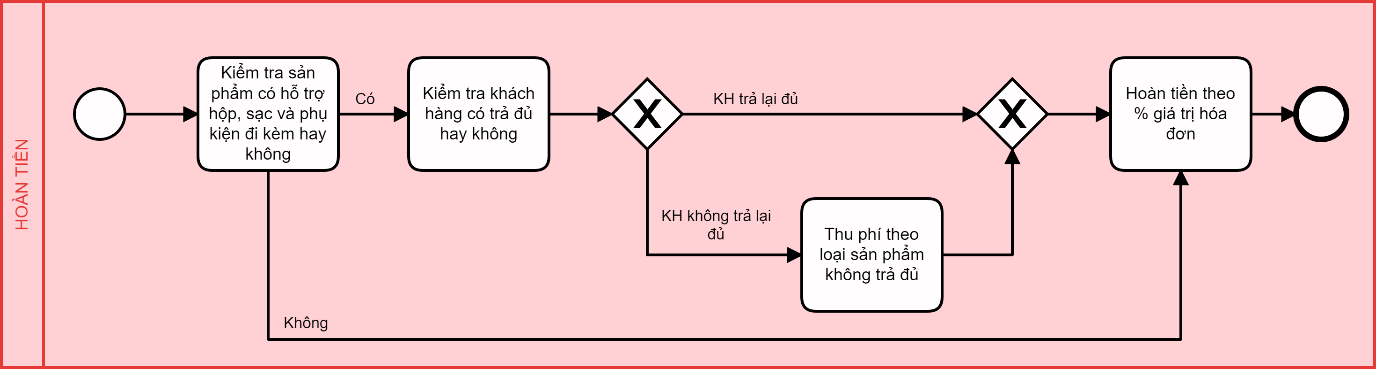 HOÀN TIỀN
Kiểm tra sản
phẩm có hỗ trợ
hộp, sạc và phụ
kiện đi kèm hay
không
Có
Kiểm tra khách
hàng có trả đủ
hay không
KH trả lại đủ
KH không trả lại
đủ
Thu phí theo
loại sản phẩm
không trả đủ
Không
Hoàn tiền theo
% giá trị hóa
đơn